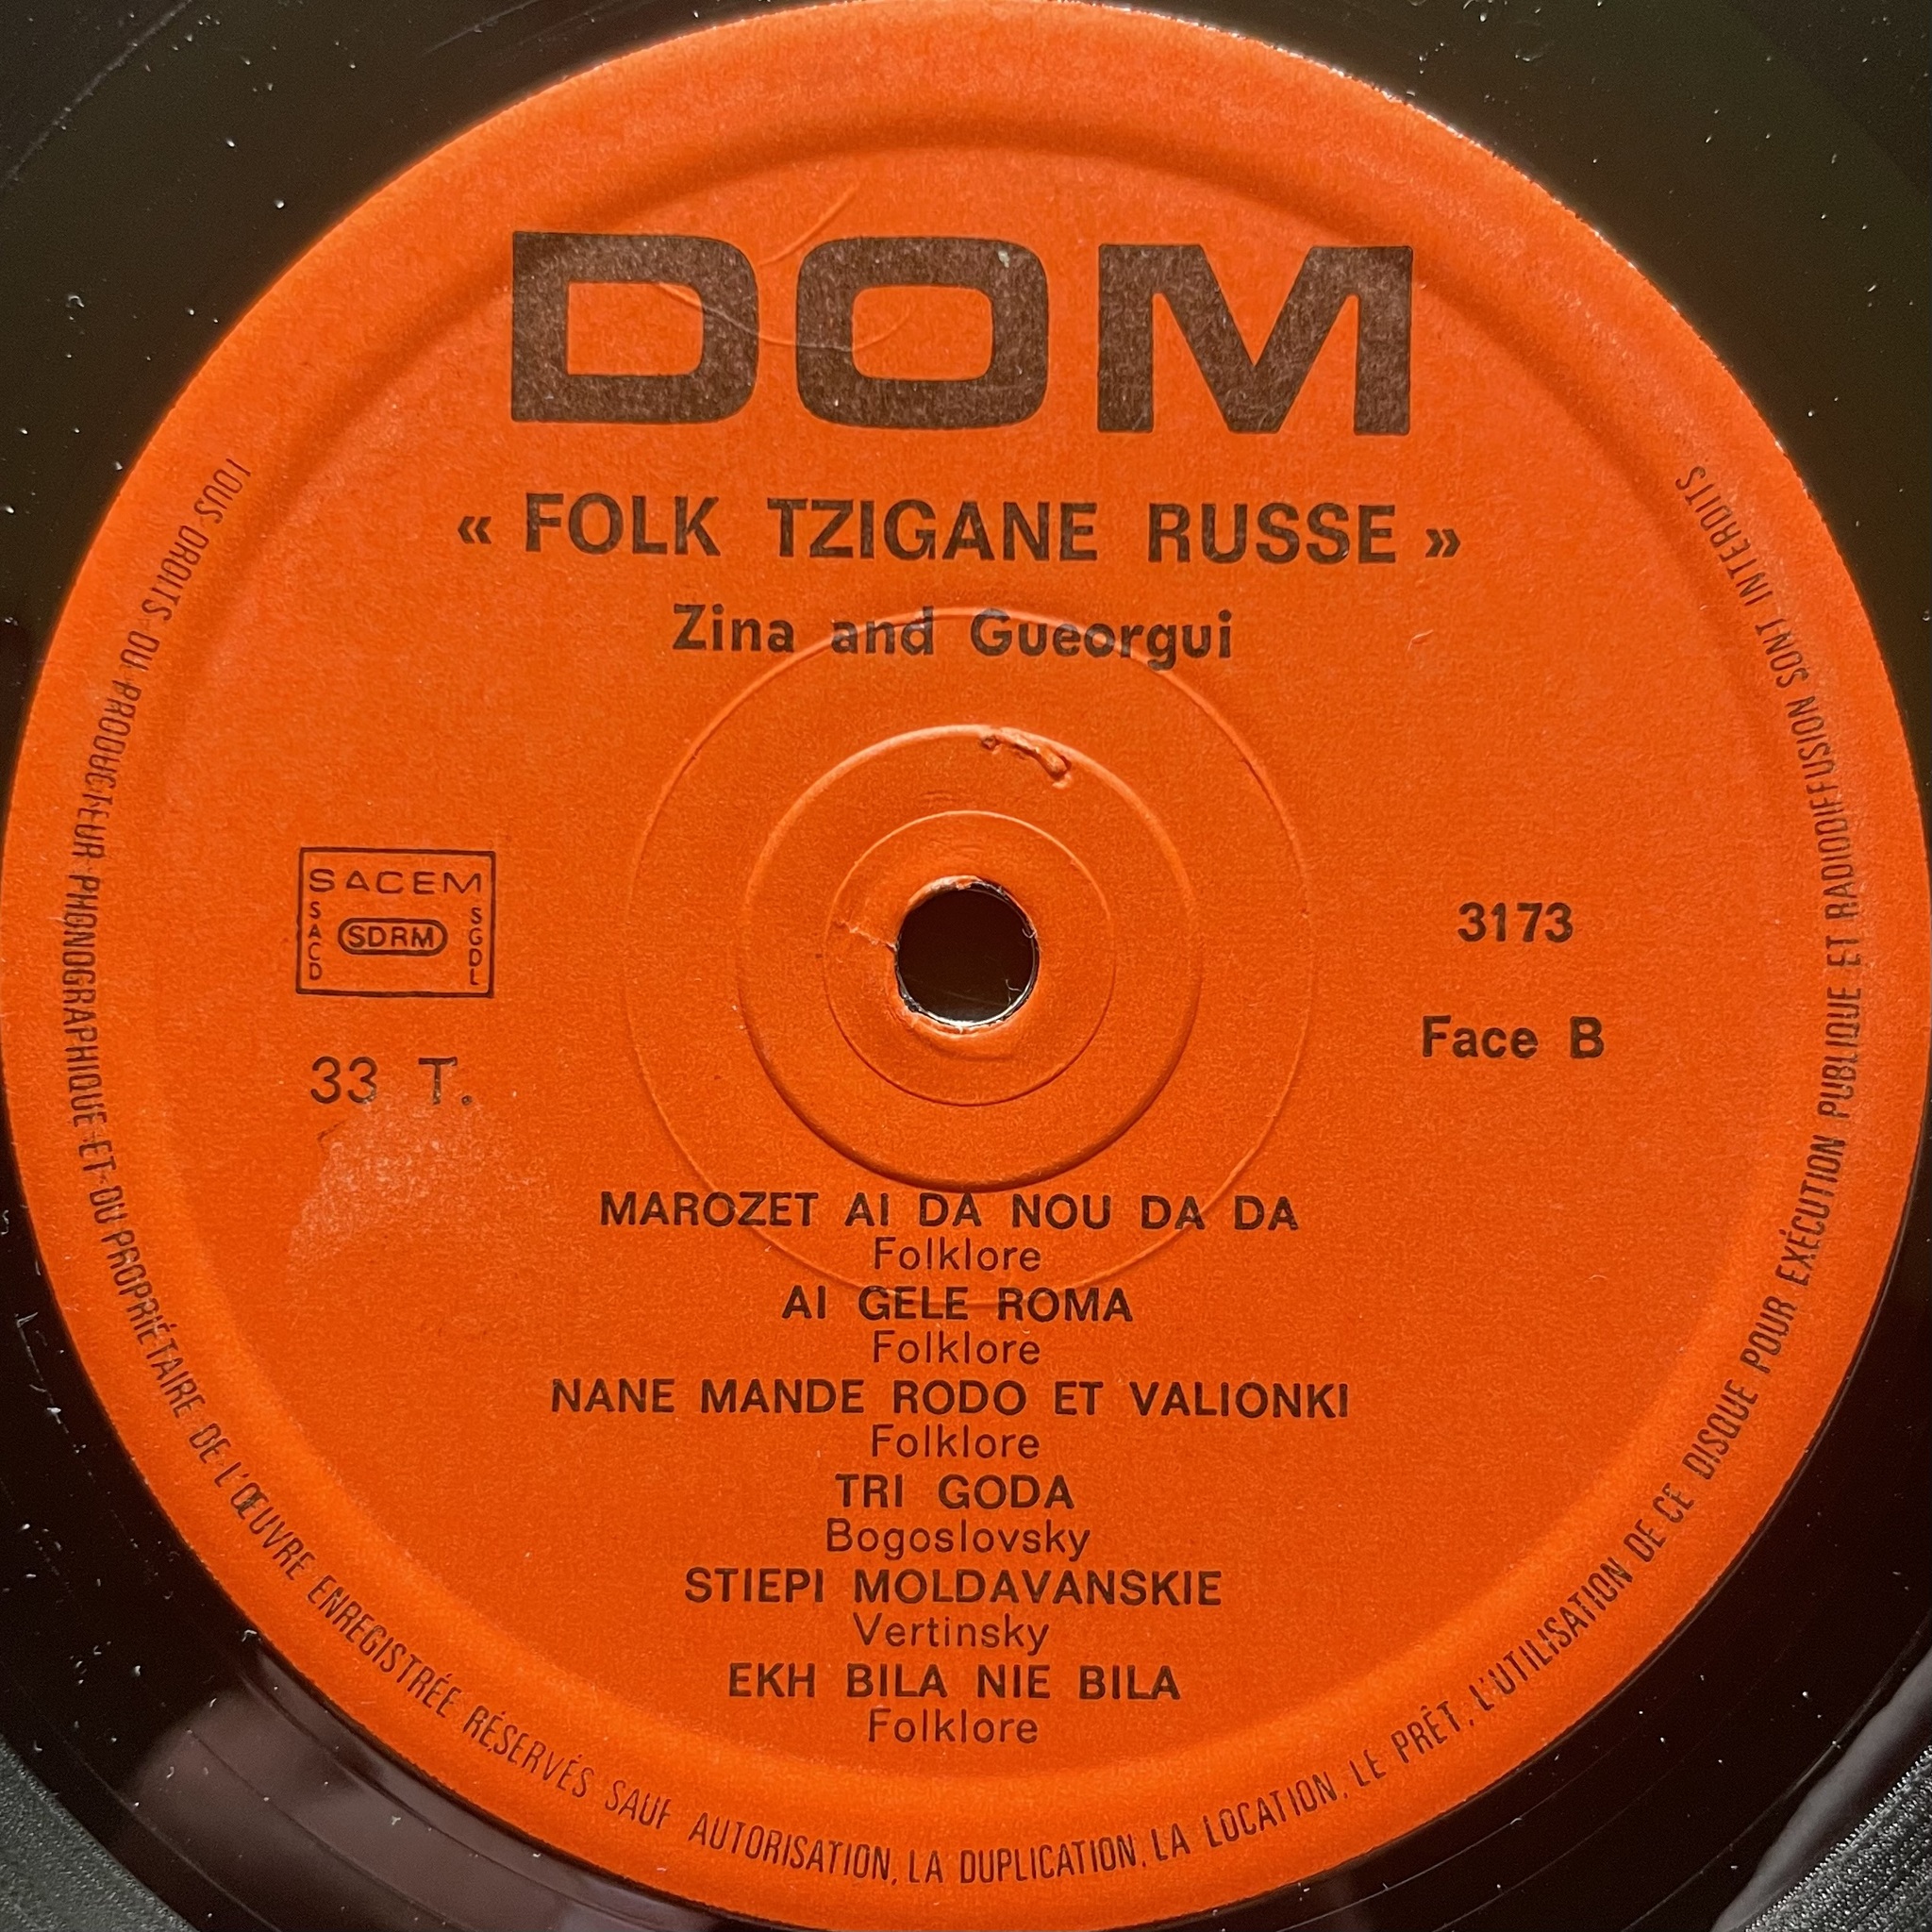 DOM
« FOLK TZIGANE RUSSE »
Zina and Gueorgui
SACEM
SACD
SDRM
SGDL
33 T.
3173
Face B
MAROZET AI DA NOU DA DA
Folklore
AI GELE ROMA
Folklore
NANE MANDE RODO ET VALIONKI
Folklore
TRI GODA
Bogoslovsky
STIEPI MOLDAVANSKIE
Vertinsky
EKH BILA NIE BILA
Folklore
TOUS DROITS DU PRODUCTEUR PHONOGRAPHIQUE ET DU PROPRIÉTAIRE DE L'ŒUVRE ENREGISTRÉE RÉSERVÉS SAUF AUTORISATION, LA DUPLICATION, LA LOCATION, LE PRÊT, L'UTILISATION DE CE DISQUE POUR EXÉCUTION PUBLIQUE ET RADIODIFFUSION SONT INTERDITS